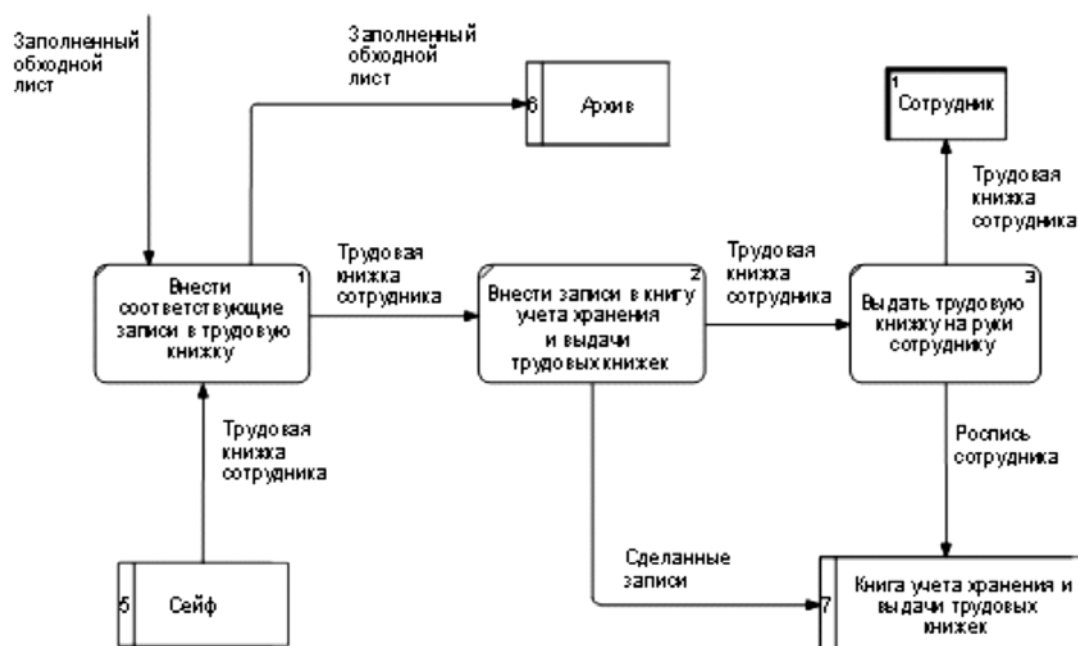 Заполненный
обходной
лист
Заполненный
обходной
лист
6
Архив
1
Сотрудник
Трудовая
книжка
сотрудника
1
Внести
соответствующие
записи в трудовую
книжку
Трудовая
книжка
сотрудника
2
Внести записи в книгу
учета хранения
и выдачи
трудовых книжек
Трудовая
книжка
сотрудника
3
Выдать трудовую
книжку на руки
сотруднику
Трудовая
книжка
сотрудника
Роспись
сотрудника
5
Сейф
Сделанные
записи
7
Книга учета хранения и
выдачи трудовых
книжек